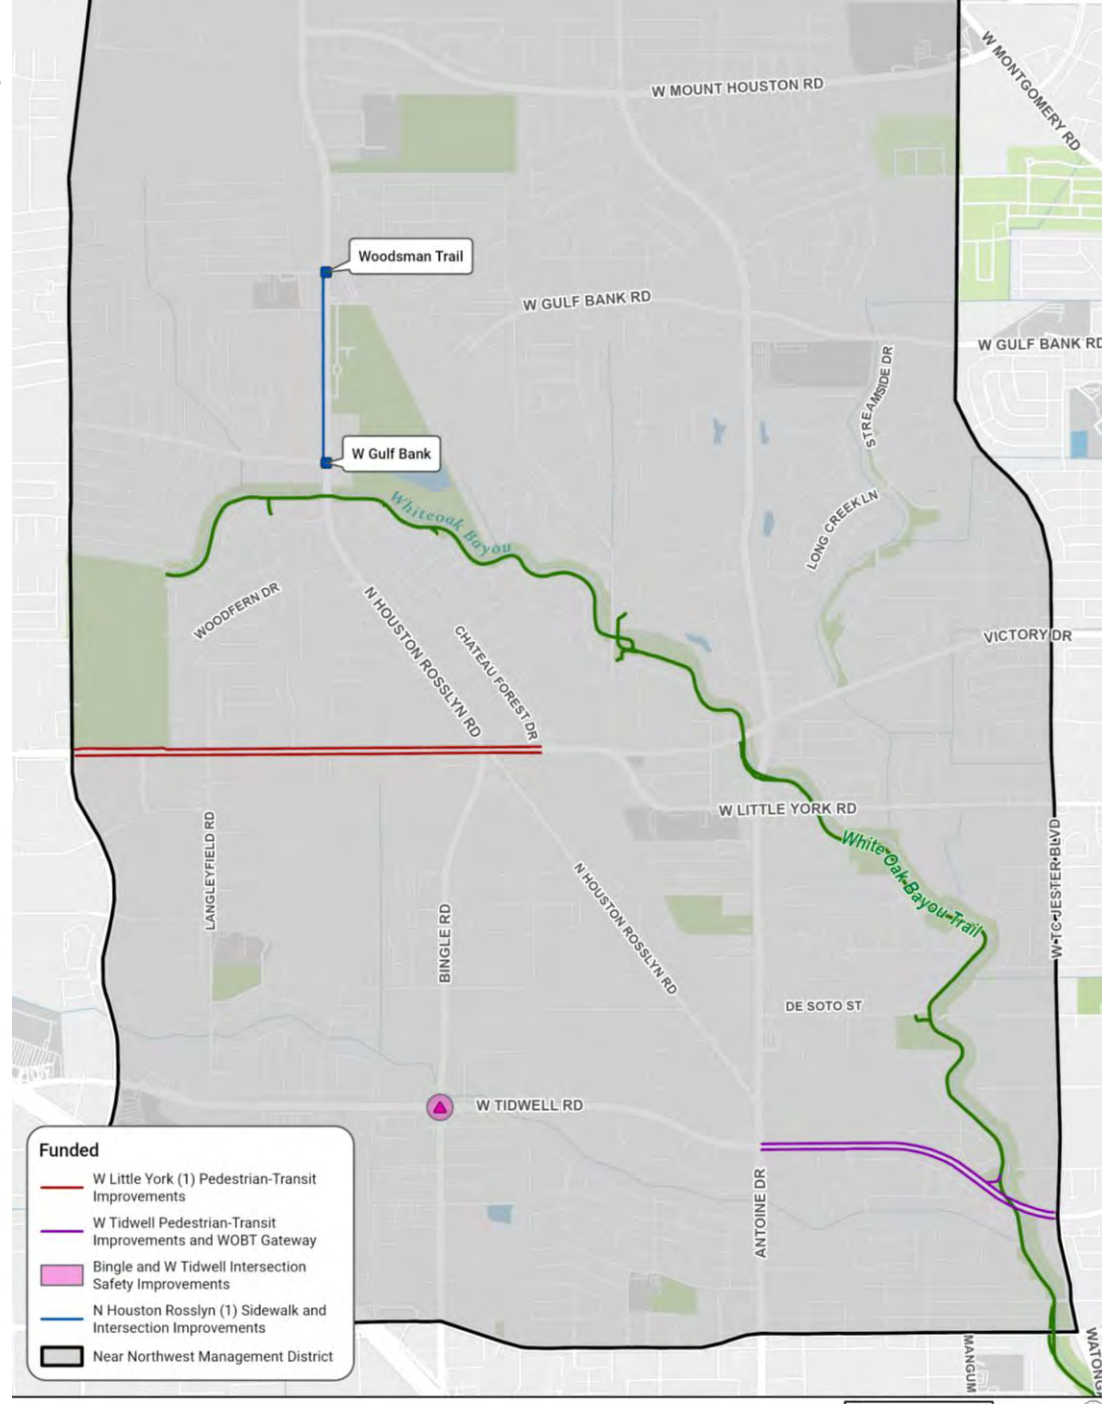 W MONTGOMERY RD
W MOUNT HOUSTON RD
Woodsman Trail
W GULF BANK RD
W GULF BANK RD
STREAMSIDE DR
W Gulf Bank
Whiteoak Bayou
LONG CREEK LN
WOODFERN DR
N HOUSTON ROSSLYN RD
CHATEAU FOREST DR
VICTORY DR
W LITTLE YORK RD
White Oak Bayou Trail
W TC JESTER BLVD
LANGLEYFIELD RD
BINGLE RD
N HOUSTON ROSSLYN RD
DE SOTO ST
W TIDWELL RD
ANTOINE DR
MANGUM
WATONG
Funded
W Little York (1) Pedestrian-Transit
Improvements
W Tidwell Pedestrian-Transit
Improvements and WOBT Gateway
Bingle and W Tidwell Intersection
Safety Improvements
N Houston Rosslyn (1) Sidewalk and
Intersection Improvements
Near Northwest Management District